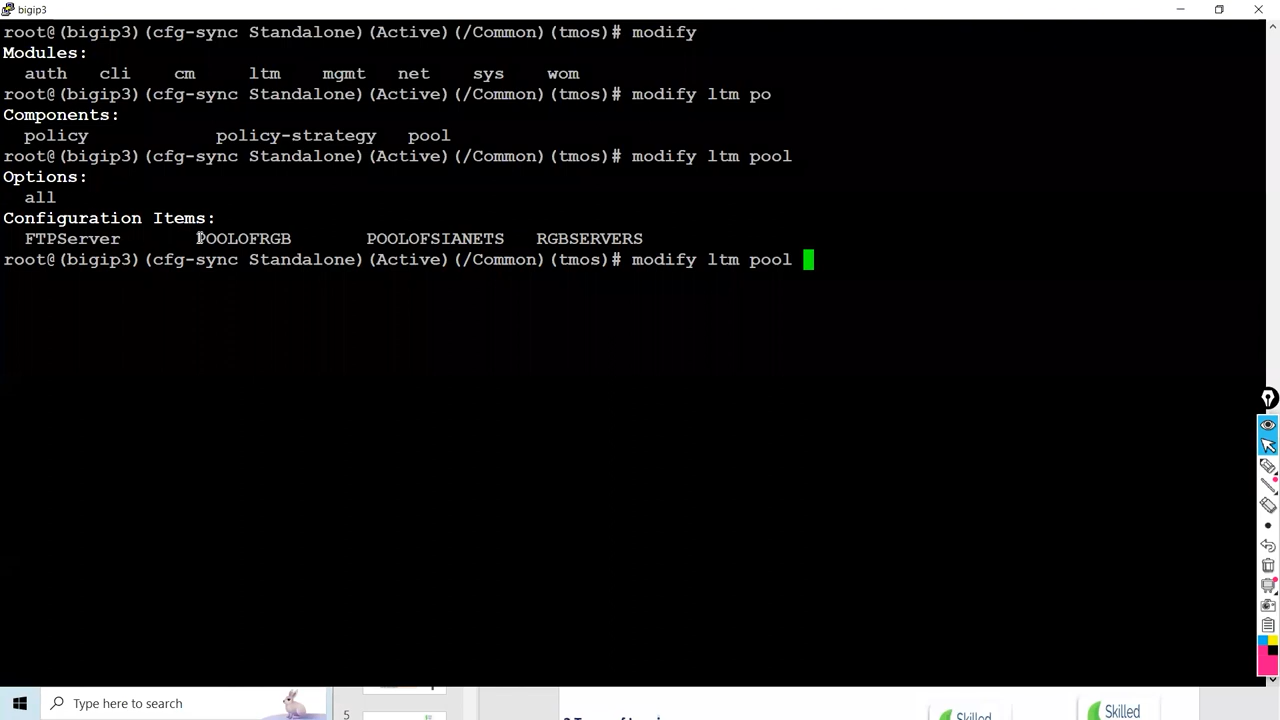 bigip3
root@(bigip3)(cfg-sync Standalone)(Active)(/Common)(tmos)# modify
Modules:
auth cli cm ltm mgmt net sys wom
root@(bigip3)(cfg-sync Standalone)(Active)(/Common)(tmos)# modify ltm po
Components:
policy policy-strategy pool
root@(bigip3)(cfg-sync Standalone)(Active)(/Common)(tmos)# modify ltm pool
Options:
all
Configuration Items:
FTPServer POOLOFRGB POOLOFSIANETS RGBSERVERS
root@(bigip3)(cfg-sync Standalone)(Active)(/Common)(tmos)# modify ltm pool
Type here to search
5
Skilled
Skilled